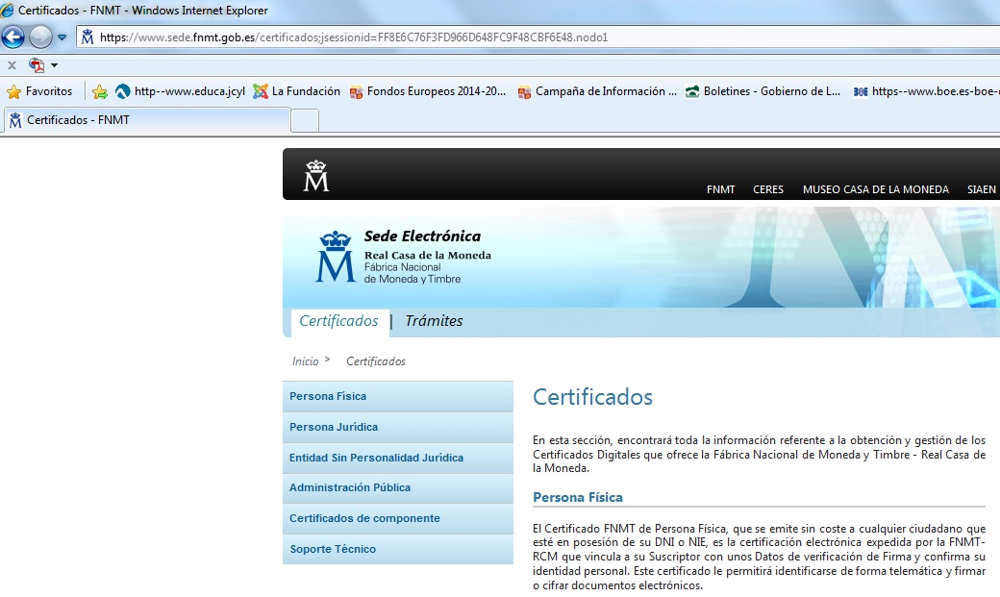 Certificados - FNMT - Windows Internet Explorer
https://www.sede.fnmt.gob.es/certificados;jsessionid=FF8E6C76F3FD966D648FC9F48CBF6E48.nodo1
x
Favoritos http--www.educa.jcyl La Fundación Fondos Europeos 2014-20... Campaña de Información ... Boletines - Gobierno de L... BOE https--www.boe.es-boe-
Certificados - FNMT
M
FNMT CERES MUSEO CASA DE LA MONEDA SIAEN
M
Sede Electrónica
Real Casa de la Moneda
Fábrica Nacional
de Moneda y Timbre
Certificados | Trámites
Inicio > Certificados
Persona Física
Persona Jurídica
Entidad Sin Personalidad Jurídica
Administración Pública
Certificados de componente
Soporte Técnico
Certificados
En esta sección, encontrará toda la información referente a la obtención y gestión de los
Certificados Digitales que ofrece la Fábrica Nacional de Moneda y Timbre - Real Casa de
la Moneda.
Persona Física
El Certificado FNMT de Persona Física, que se emite sin coste a cualquier ciudadano que
esté en posesión de su DNI o NIE, es la certificación electrónica expedida por la FNMT-
RCM que vincula a su Suscriptor con unos Datos de verificación de Firma y confirma su
identidad personal. Este certificado le permitirá identificarse de forma telemática y firmar
o cifrar documentos electrónicos.